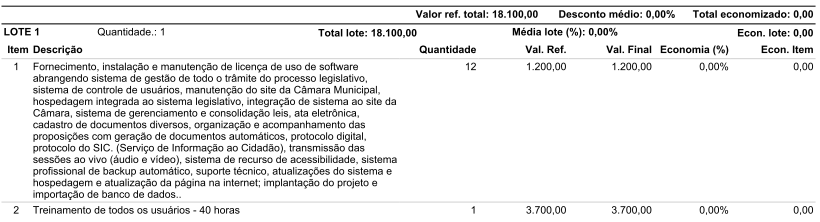 Valor ref. total: 18.100,00 Desconto médio: 0,00% Total economizado: 0,00
LOTE 1 Quantidade.: 1 Total lote: 18.100,00 Média lote (%): 0,00% Econ. lote: 0,00
Item Descrição Quantidade Val. Ref. Val. Final Economia (%) Econ. Item
1 Fornecimento, instalação e manutenção de licença de uso de software 12 1.200,00 1.200,00 0,00% 0,00
abrangendo sistema de gestão de todo o trâmite do processo legislativo,
sistema de controle de usuários, manutenção do site da Câmara Municipal,
hospedagem integrada ao sistema legislativo, integração de sistema ao site da
Câmara, sistema de gerenciamento e consolidação leis, ata eletrônica,
cadastro de documentos diversos, organização e acompanhamento das
proposições com geração de documentos automáticos, protocolo digital,
protocolo do SIC. (Serviço de Informação ao Cidadão), transmissão das
sessões ao vivo (áudio e vídeo), sistema de recurso de acessibilidade, sistema
profissional de backup automático, suporte técnico, atualizações do sistema e
hospedagem e atualização da página na internet; implantação do projeto e
importação de banco de dados..
2 Treinamento de todos os usuários - 40 horas 1 3.700,00 3.700,00 0,00% 0,00